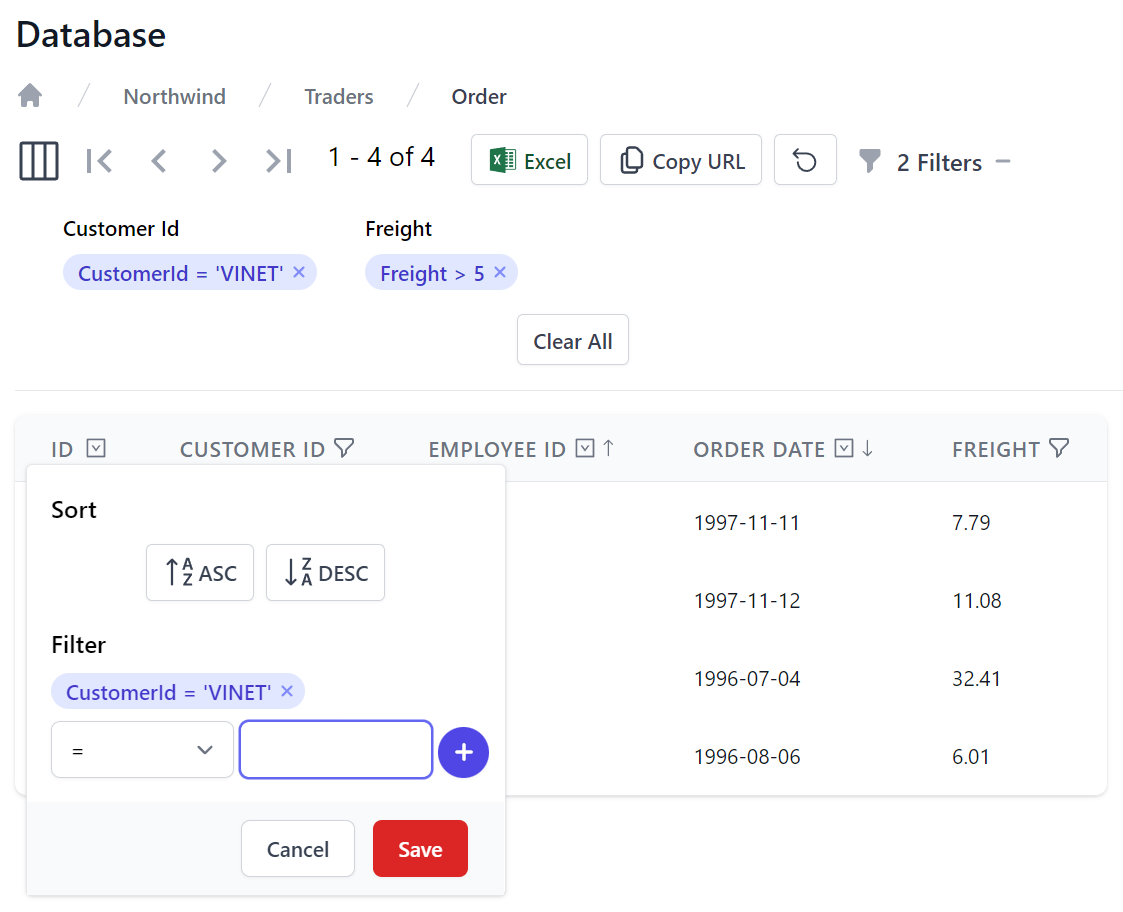 Database
Northwind / Traders / Order
1 - 4 of 4 Excel Copy URL 2 Filters
Customer Id Freight
CustomerId = 'VINET' × Freight > 5 ×
Clear All
ID CUSTOMER ID EMPLOYEE ID ↑ ORDER DATE ↓ FREIGHT
Sort
1997-11-11 7.79
ASC DESC
1997-11-12 11.08
Filter
1996-07-04 32.41
CustomerId = 'VINET' ×
=
1996-08-06 6.01
Cancel Save